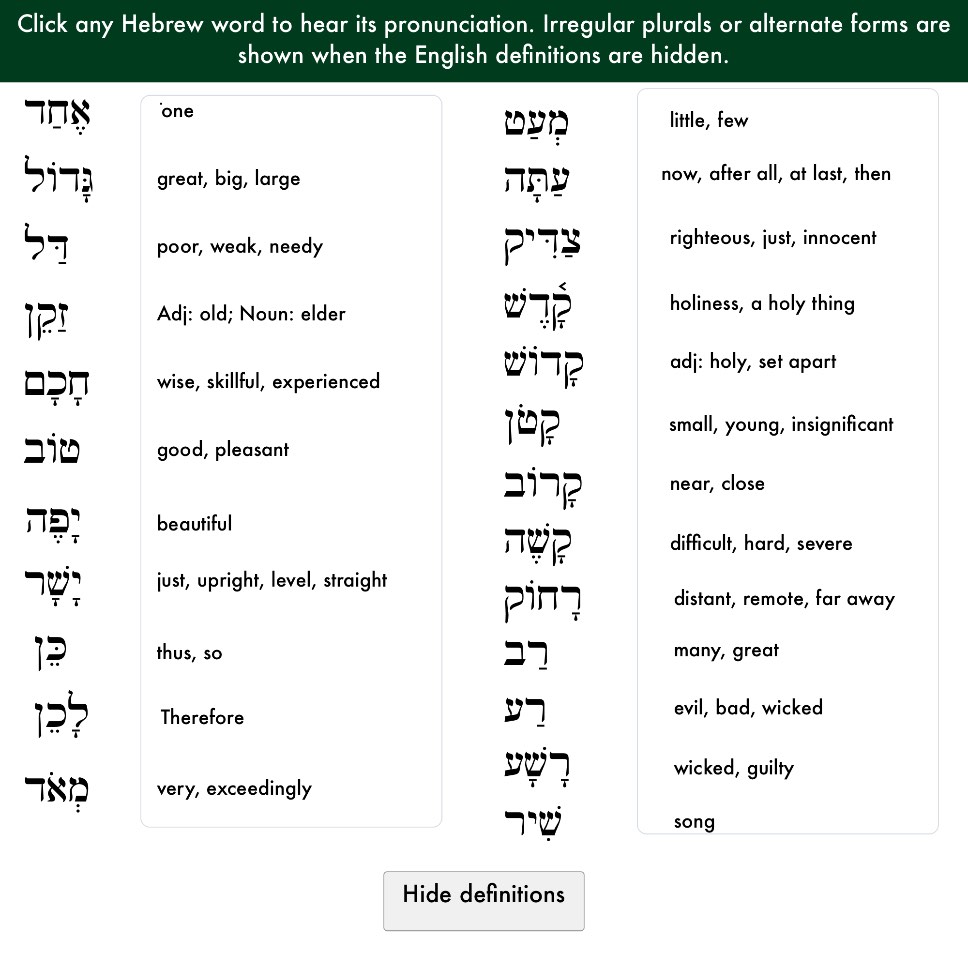 Click any Hebrew word to hear its pronunciation. Irregular plurals or alternate forms are
shown when the English definitions are hidden.
אֶחַד one
גָּדוֹל great, big, large
דַּל poor, weak, needy
זַקֵן Adj: old; Noun: elder
חָכָם wise, skillful, experienced
טוֹב good, pleasant
יָפֶה beautiful
יָשָׁר just, upright, level, straight
כֵּן thus, so
לָכֵן Therefore
מְאֹד very, exceedingly
מְעַט little, few
עַתָּה now, after all, at last, then
צַדִּיק righteous, just, innocent
קָ֫דֶשׁ holiness, a holy thing
קָדוֹשׁ adj: holy, set apart
קָטֹן small, young, insignificant
קָרוֹב near, close
קָשֶׁה difficult, hard, severe
רָחוֹק distant, remote, far away
רַב many, great
רַע evil, bad, wicked
רָשָׁע wicked, guilty
שִׁיר song
Hide definitions